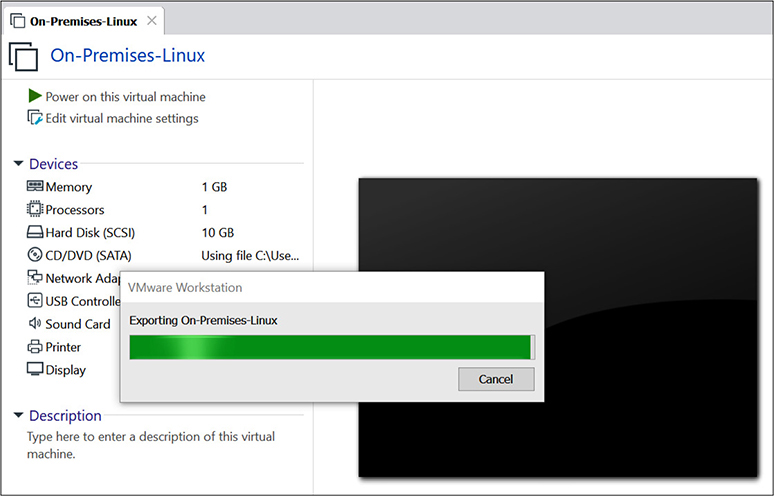 On-Premises-Linux
On-Premises-Linux
Power on this virtual machine
Edit virtual machine settings
Devices
Memory 1 GB
Processors 1
Hard Disk (SCSI) 10 GB
CD/DVD (SATA) Using file C:\Use...
Network Adap
USB Controlle
Sound Card
Printer
Display
VMware Workstation
Exporting On-Premises-Linux
Cancel
Description
Type here to enter a description of this virtual
machine.